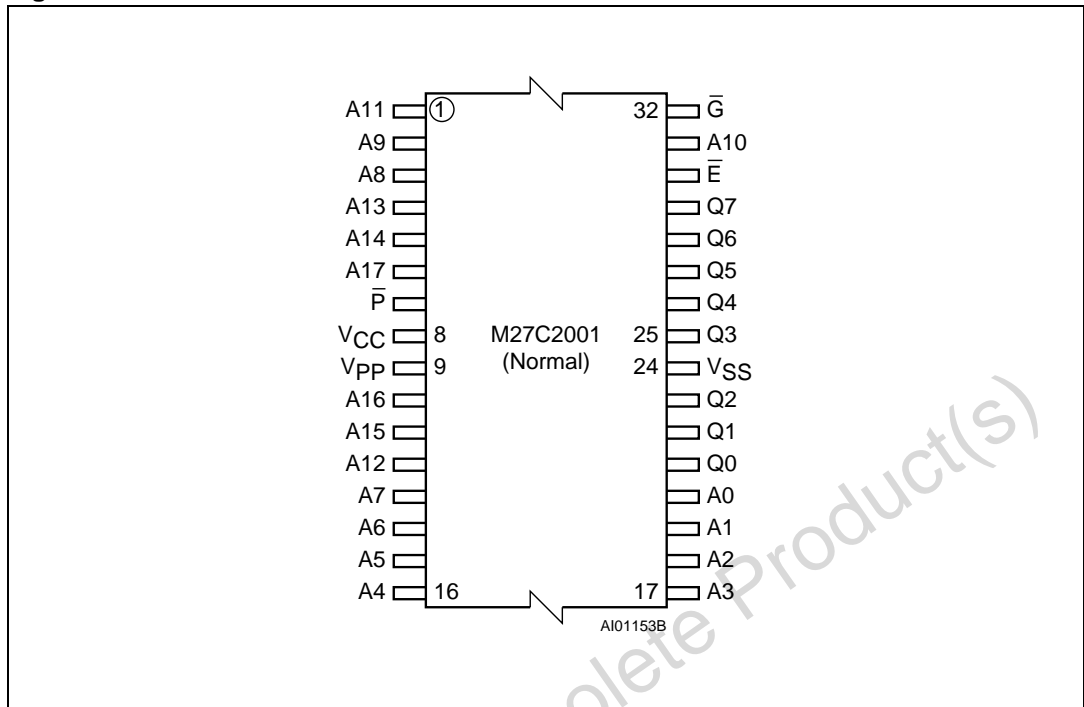 A11 ① 32 G̅
A9 A10
A8 E̅
A13 Q7
A14 Q6
A17 Q5
P̅ Q4
VCC 8 M27C2001 25 Q3
VPP 9 (Normal) 24 VSS
A16 Q2
A15 Q1
A12 Q0
A7 A0
A6 A1
A5 A2
A4 16 17 A3
AI01153B
olete Product(s)